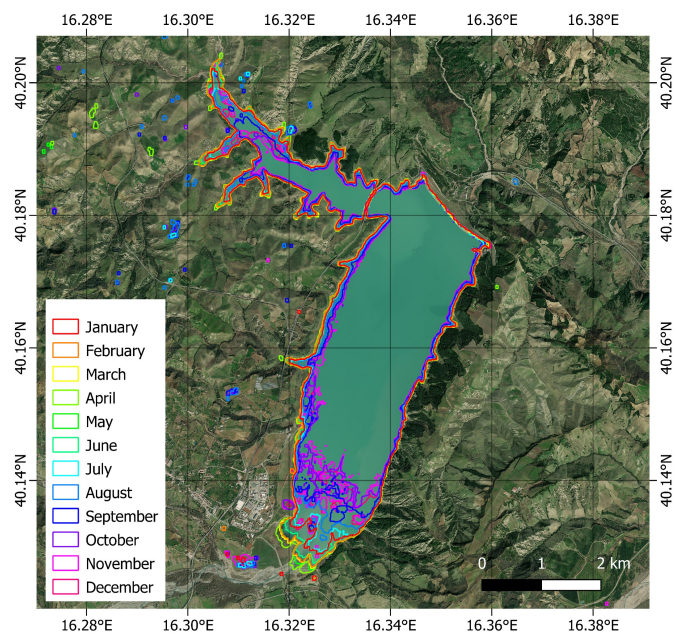 16.28°E 16.30°E 16.32°E 16.34°E 16.36°E 16.38°E
40.20°N 40.20°N
40.18°N 40.18°N
40.16°N 40.16°N
40.14°N 40.14°N
January
February
March
April
May
June
July
August
September
October
November
December
0 1 2 km
16.28°E 16.30°E 16.32°E 16.34°E 16.36°E 16.38°E